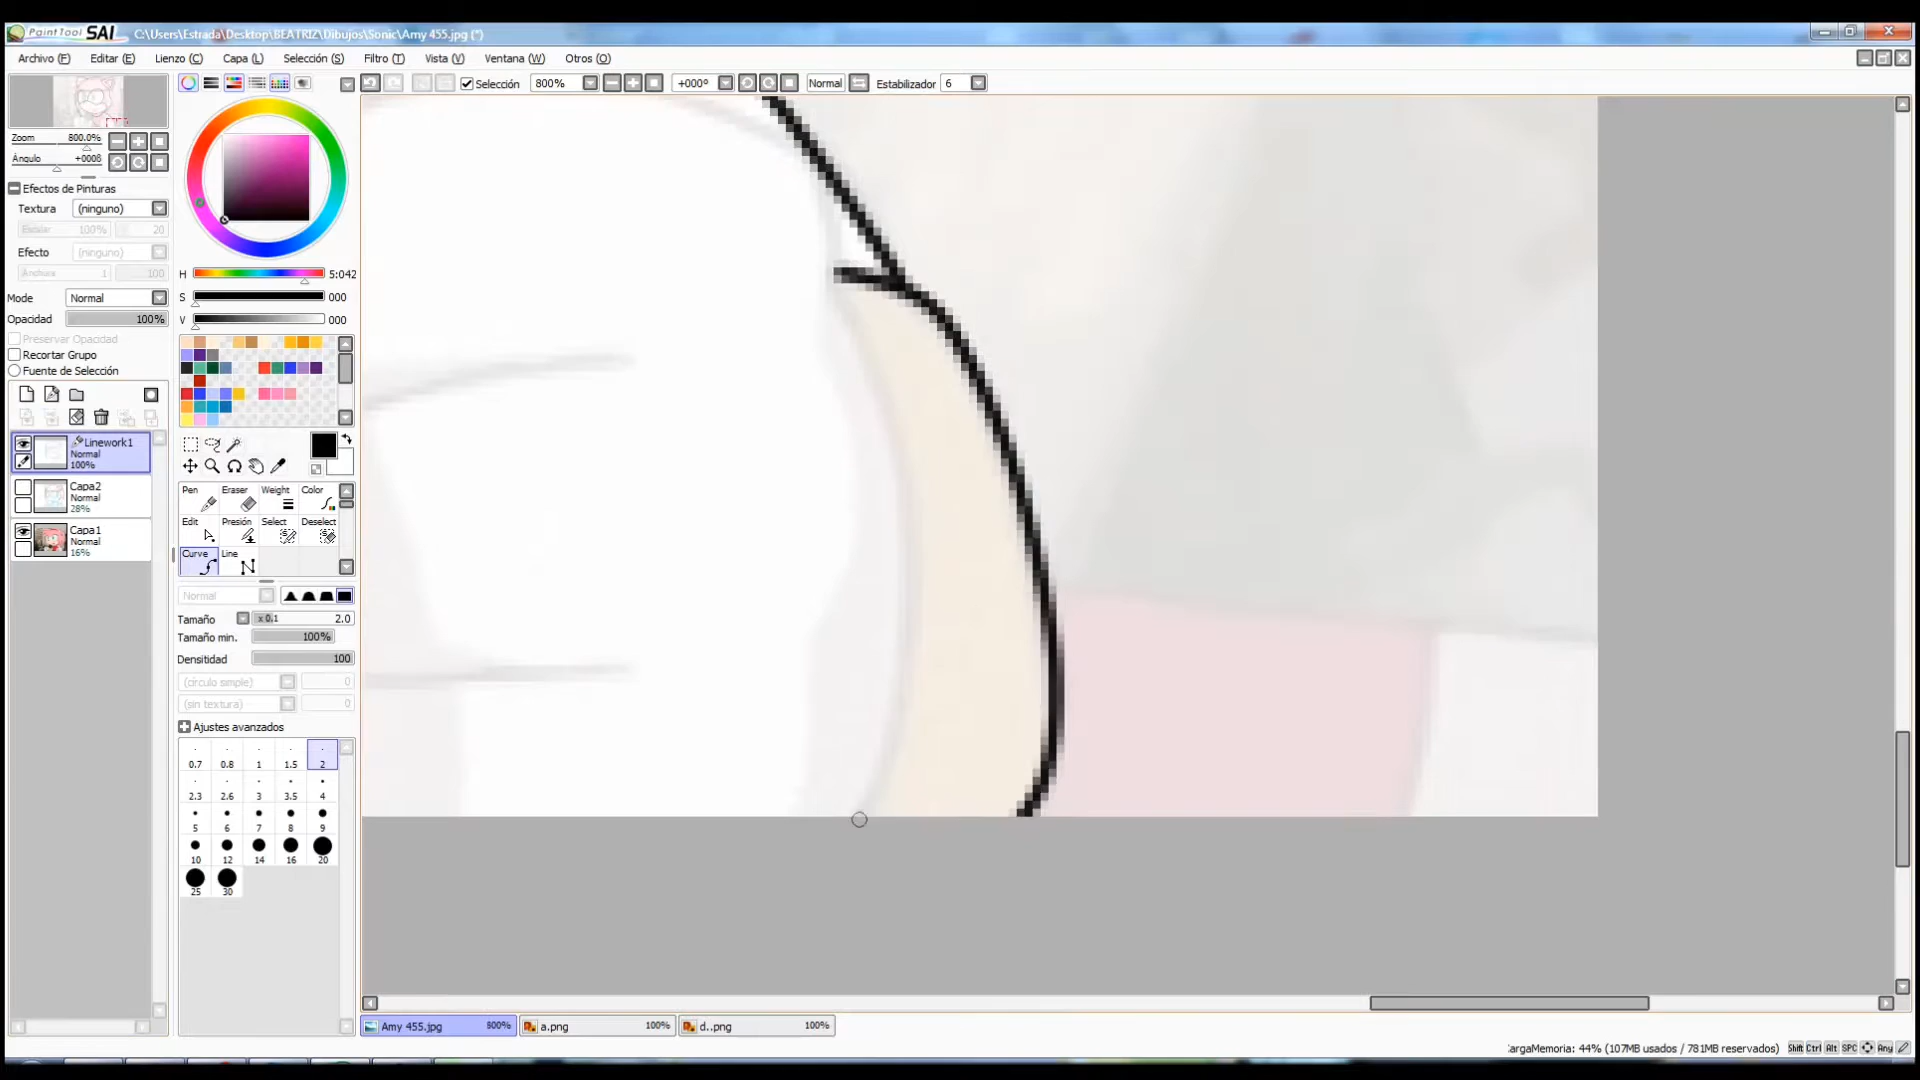 PaintTool SAI C:\Users\Estrada\Desktop\BEATRIZ\Dibujos\Sonic\Amy 455.jpg (*)
Archivo (F) Editar (E) Lienzo (C) Capa (L) Selección (S) Filtro (T) Vista (V) Ventana (W) Otros (O)
Selección 800% +000º Normal Estabilizador 6
Zoom 800.0%
Ángulo +000ß
Efectos de Pinturas
Textura (ninguno)
Escalar 100% 20
Efecto (ninguno)
Anchura 1 100
Mode Normal
Opacidad 100%
Preservar Opacidad
Recortar Grupo
Fuente de Selección
Linework1
Normal
100%
Capa2
Normal
28%
Capa1
Normal
16%
H 5:042
S 000
V 000
Pen Eraser Weight Color
Edit Presión Select Deselect
Curve Line
Normal
Tamaño x 0.1 2.0
Tamaño min. 100%
Densitidad 100
(círculo simple) 0
(sin textura) 0
Ajustes avanzados
0.7 0.8 1 1.5 2
2.3 2.6 3 3.5 4
5 6 7 8 9
10 12 14 16 20
25 30
Amy 455.jpg 800% a.png 100% d..png 100%
argaMemoria: 44% (107MB usados / 781MB reservados) Shift Ctrl Alt SPC Any